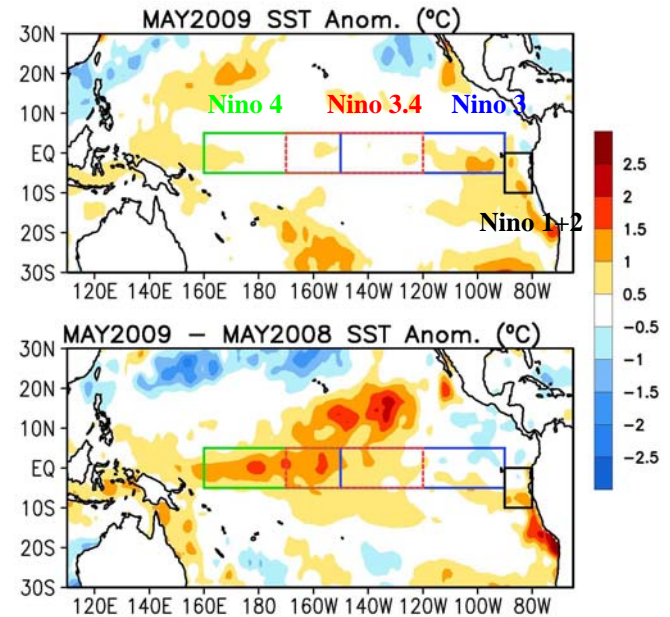 MAY2009 SST Anom. (ºC)
30N
20N
10N
EQ
10S
20S
30S
Nino 4 Nino 3.4 Nino 3
Nino 1+2
120E 140E 160E 180 160W 140W 120W 100W 80W
MAY2009 – MAY2008 SST Anom. (ºC)
30N
20N
10N
EQ
10S
20S
30S
120E 140E 160E 180 160W 140W 120W 100W 80W
2.5
2
1.5
1
0.5
-0.5
-1
-1.5
-2
-2.5